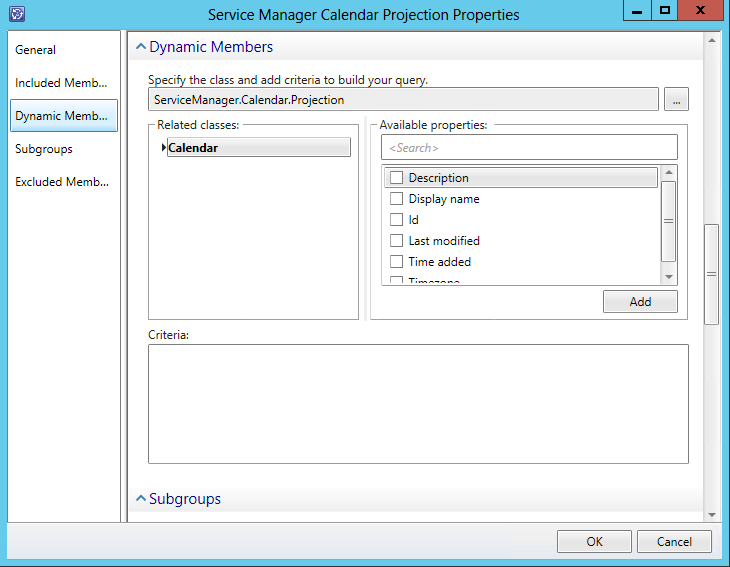 Service Manager Calendar Projection Properties
General
Included Memb...
Dynamic Memb...
Subgroups
Excluded Memb...
Dynamic Members
Specify the class and add criteria to build your query.
ServiceManager.Calendar.Projection
...
Related classes:
Calendar
Available properties:
<Search>
Description
Display name
Id
Last modified
Time added
Timezone
Add
Criteria:
Subgroups
OK
Cancel